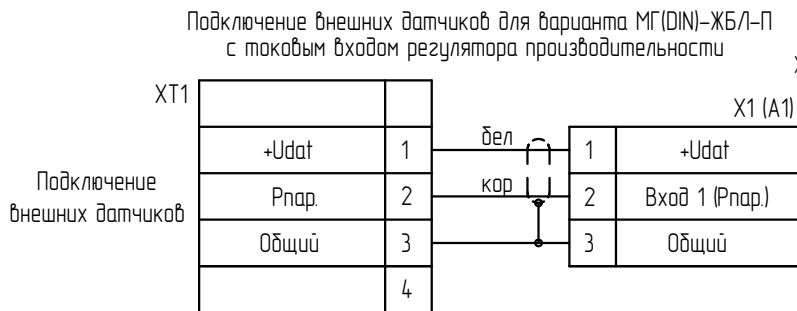 Подключение внешних датчиков для варианта МГ(DIN)-ЖБЛ-П
с токовым входом регулятора производительности
XT1
X1 (A1)
+Udat 1 бел 1 +Udat
Подключение
внешних датчиков
Рпар. 2 кор 2 Вход 1 (Рпар.)
Общий 3 3 Общий
4